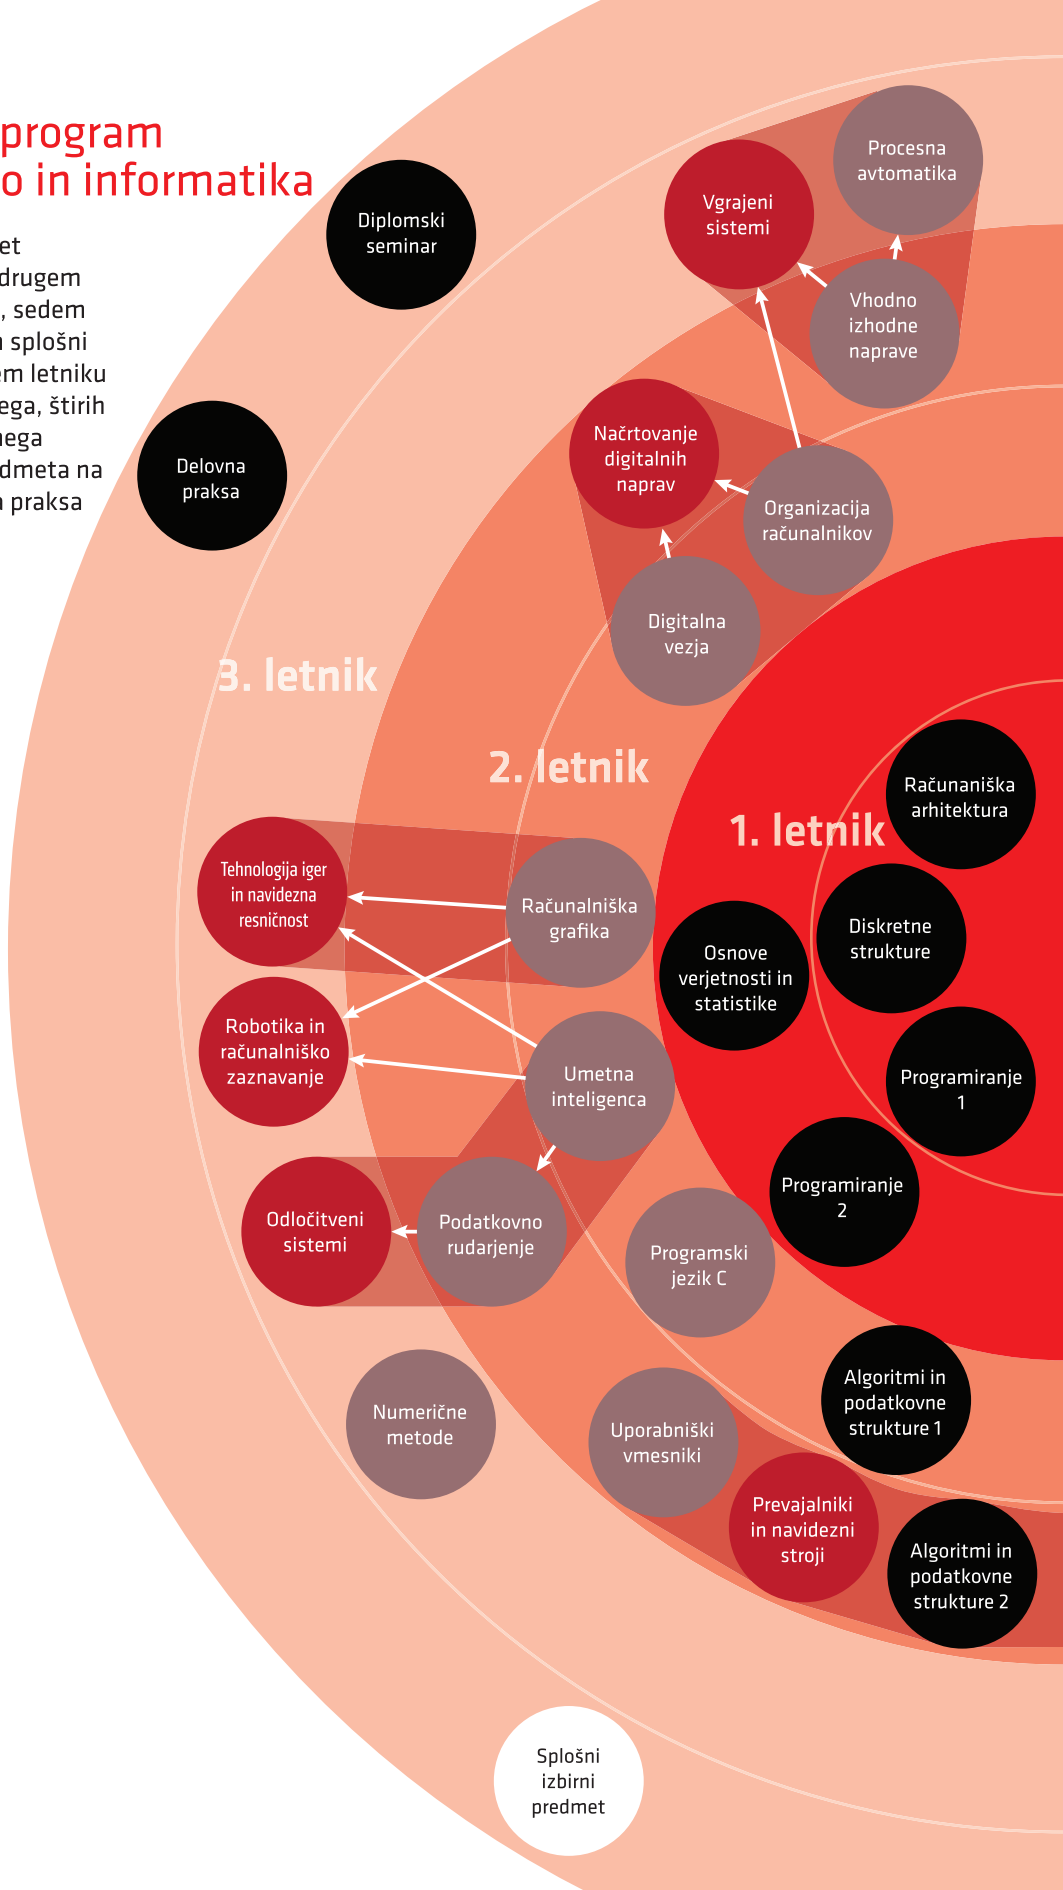 program
o in informatika
et
drugem
, sedem
splošni
em letniku
ega, štirih
nega
dmeta na
praksa
Diplomski
seminar
Delovna
praksa
Procesna
avtomatika
Vgrajeni
sistemi
Vhodno
izhodne
naprave
Načrtovanje
digitalnih
naprav
Organizacija
računalnikov
Digitalna
vezja
3. letnik
2. letnik
1. letnik
Računaniška
arhitektura
Diskretne
strukture
Osnove
verjetnosti in
statistike
Programiranje
1
Programiranje
2
Tehnologija iger
in navidezna
resničnost
Računalniška
grafika
Robotika in
računalniško
zaznavanje
Umetna
inteligenca
Odločitveni
sistemi
Podatkovno
rudarjenje
Programski
jezik C
Numerične
metode
Uporabniški
vmesniki
Algoritmi in
podatkovne
strukture 1
Prevajalniki
in navidezni
stroji
Algoritmi in
podatkovne
strukture 2
Splošni
izbirni
predmet